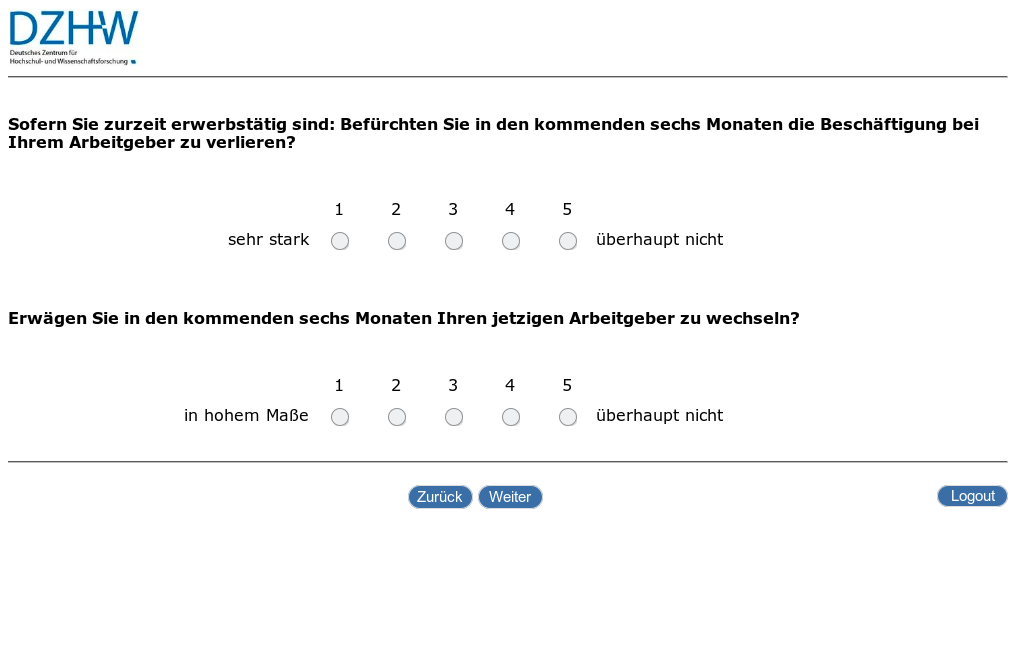 DZHW
Deutsches Zentrum für
Hochschul- und Wissenschaftsforschung
Sofern Sie zurzeit erwerbstätig sind: Befürchten Sie in den kommenden sechs Monaten die Beschäftigung bei
Ihrem Arbeitgeber zu verlieren?
1 2 3 4 5
sehr stark überhaupt nicht
Erwägen Sie in den kommenden sechs Monaten Ihren jetzigen Arbeitgeber zu wechseln?
1 2 3 4 5
in hohem Maße überhaupt nicht
Zurück Weiter Logout